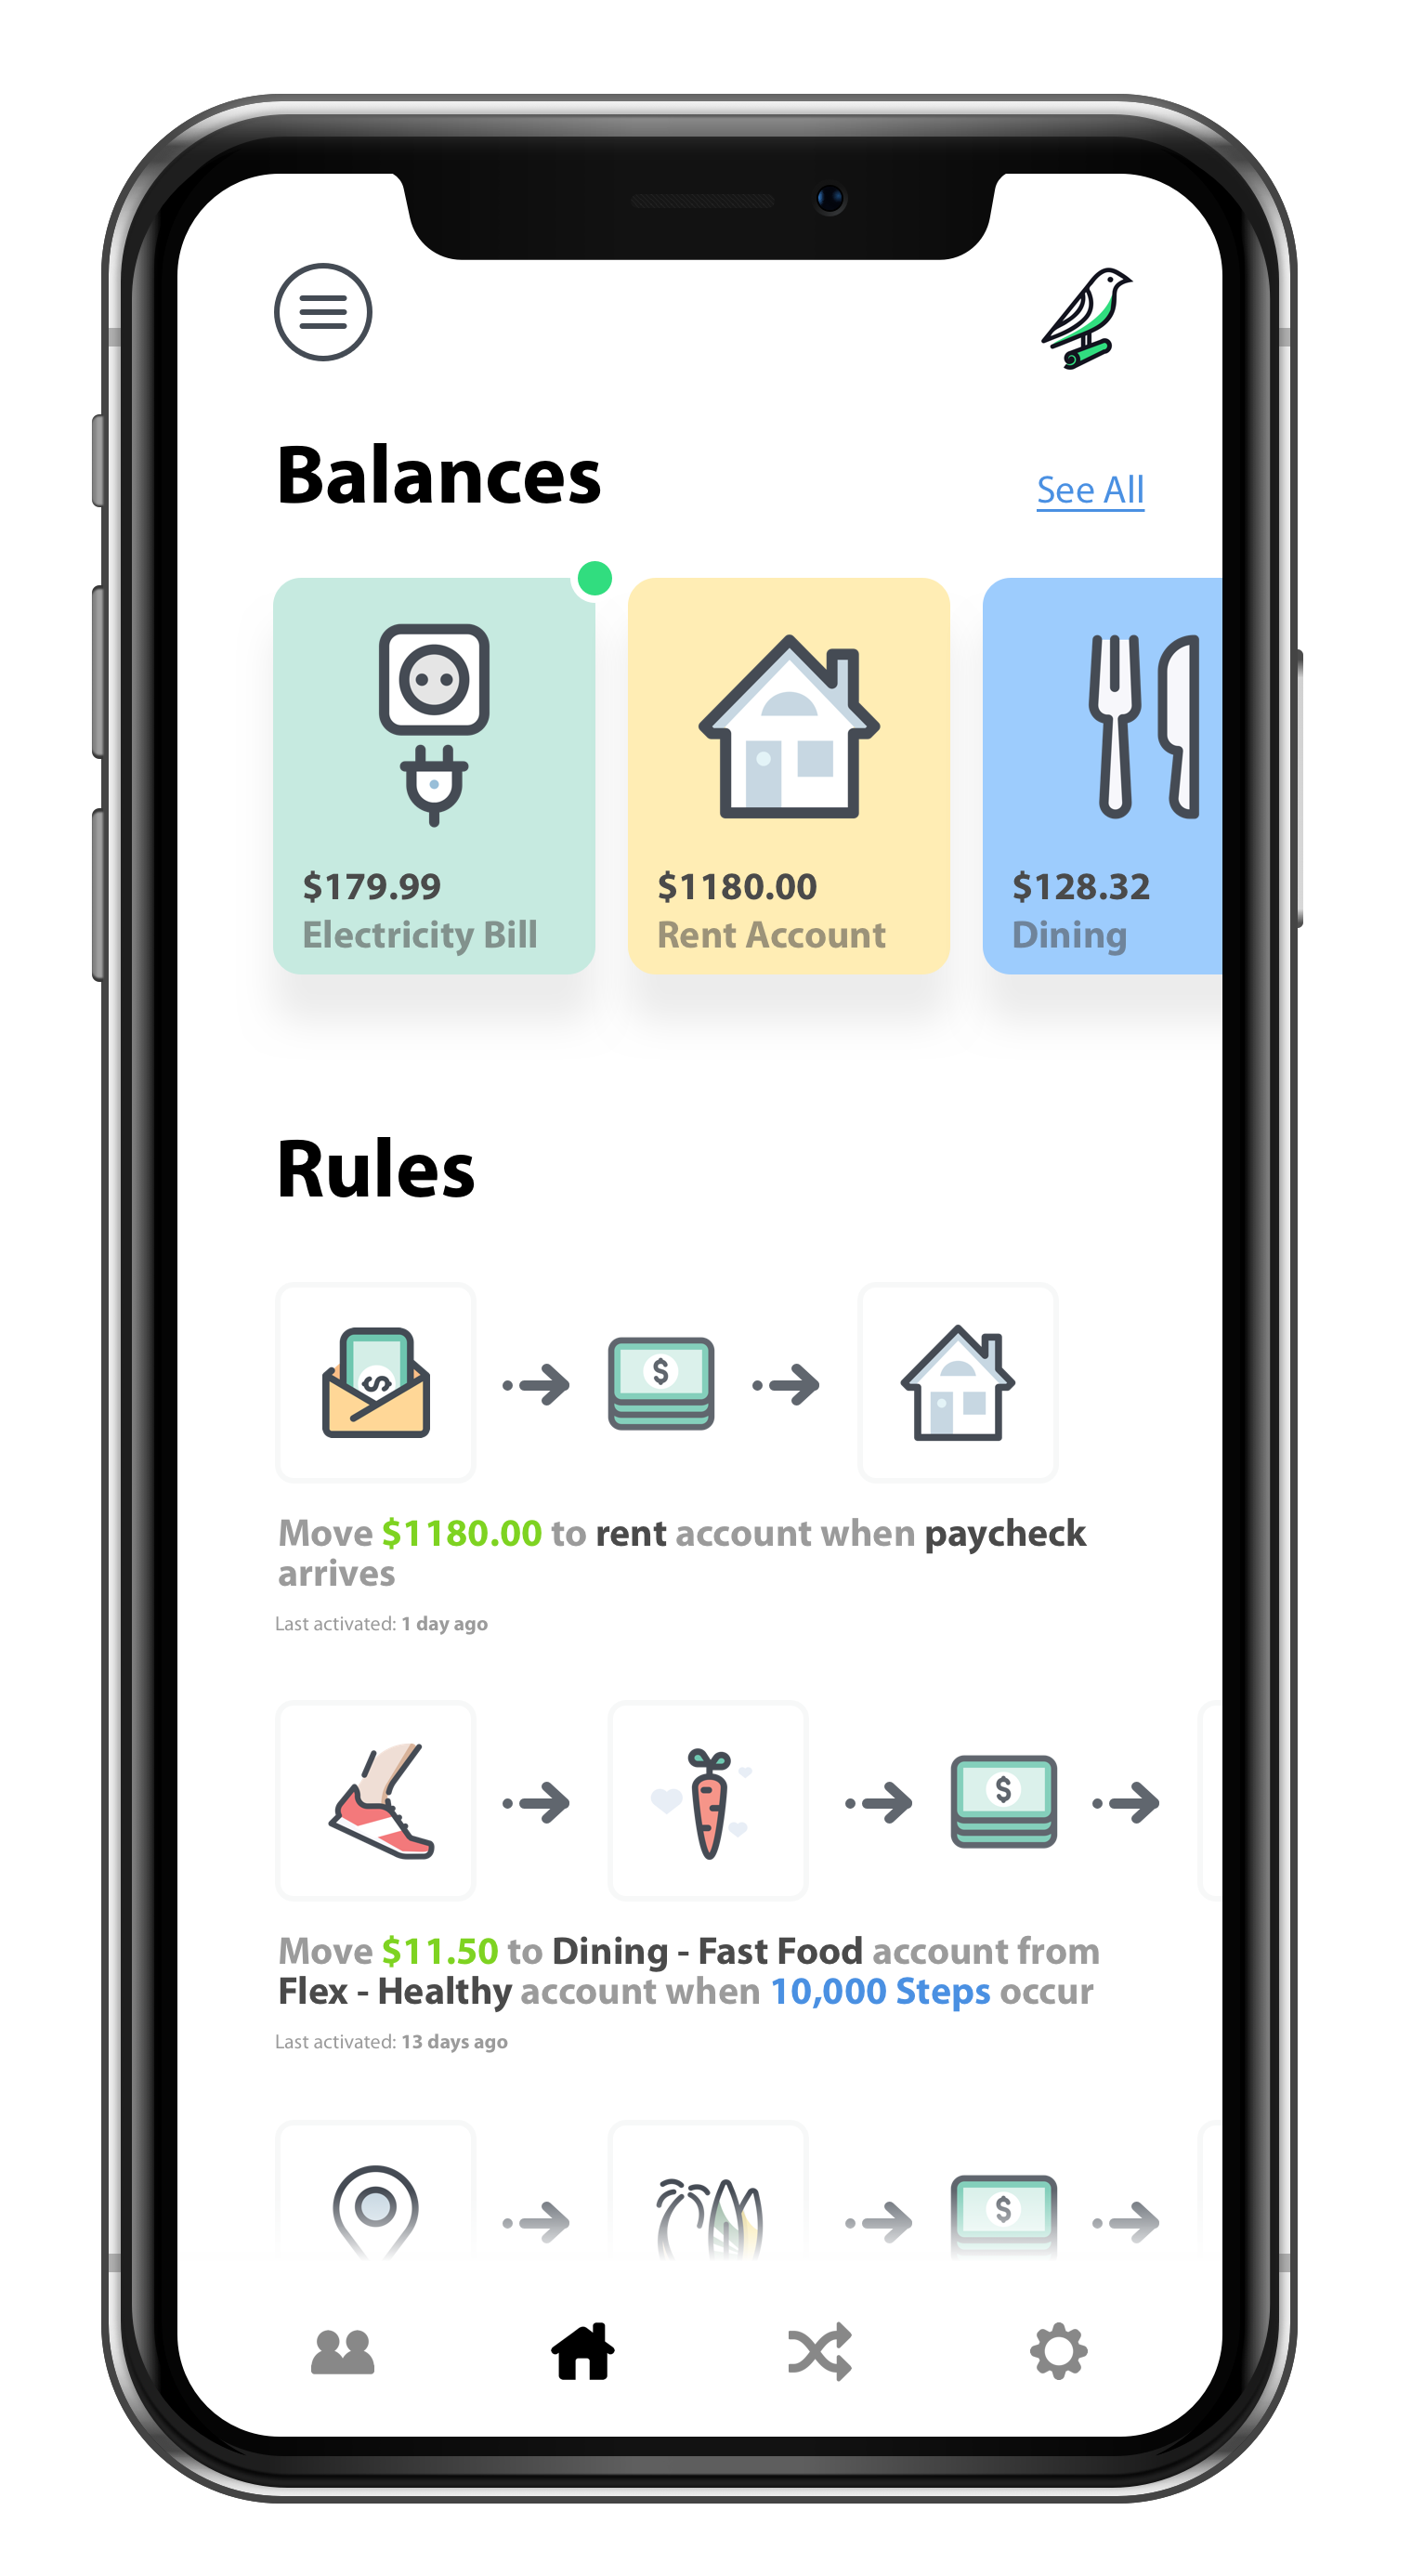 Balances
See All
$179.99
Electricity Bill
$1180.00
Rent Account
$128.32
Dining
Rules
$
$
Move $1180.00 to rent account when paycheck
arrives
Last activated: 1 day ago
$
Move $11.50 to Dining - Fast Food account from
Flex - Healthy account when 10,000 Steps occur
Last activated: 13 days ago
$